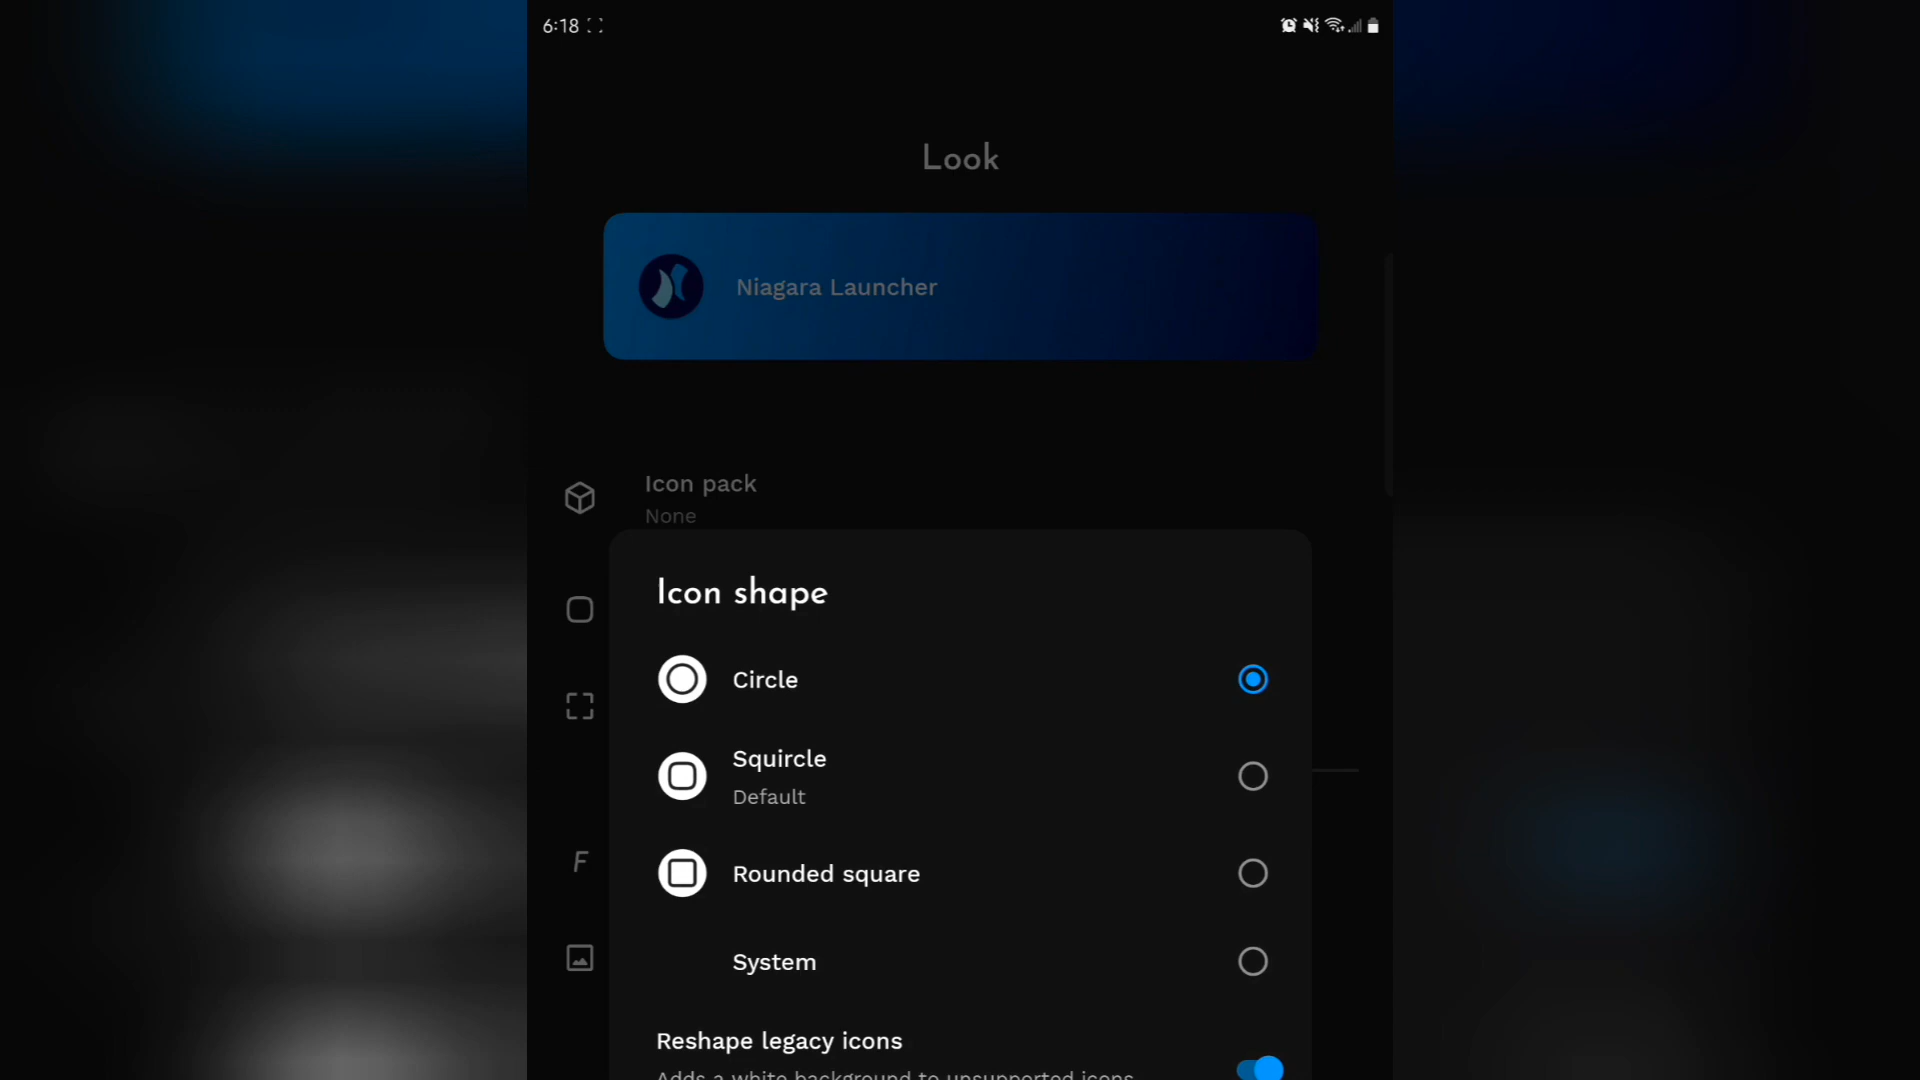 6:18
Look
Niagara Launcher
Icon pack
None
Icon shape
Circle
Squircle
Default
Rounded square
System
Reshape legacy icons
Adds a white background to unsupported icons